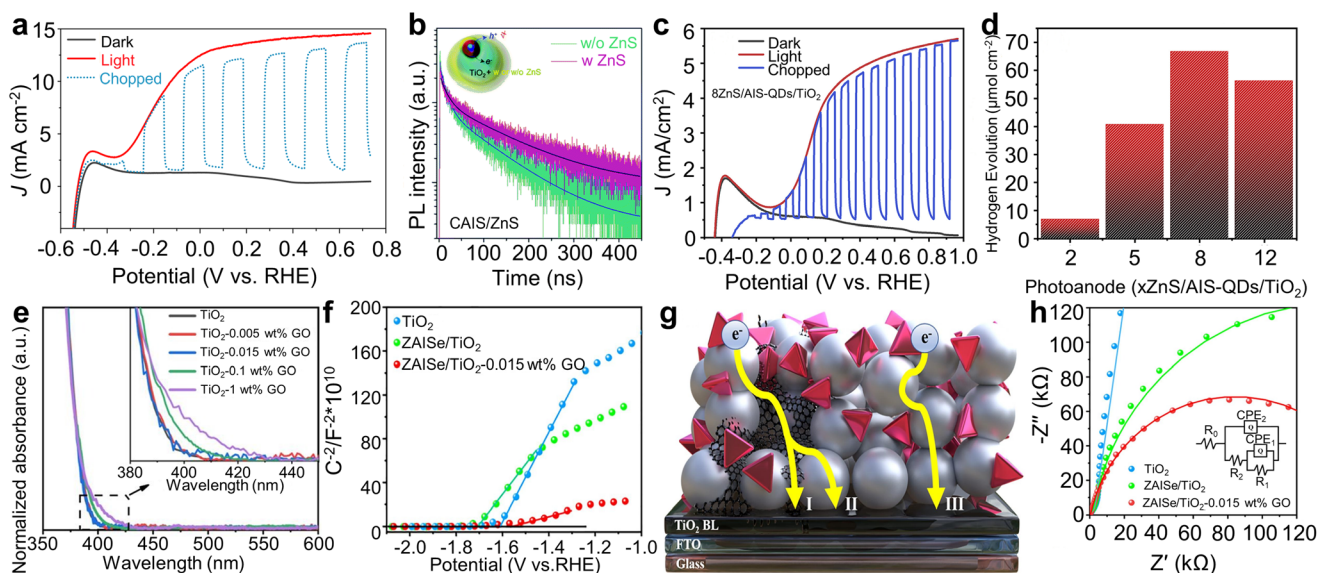 a
15
10
5
0
J (mA cm-2)
Dark
Light
Chopped
-0.6 -0.4 -0.2 0.0 0.2 0.4 0.6 0.8
Potential (V vs. RHE)
b
PL intensity (a.u.)
h+
e-
TiO2+
w/o ZnS
w/o ZnS
w ZnS
CAIS/ZnS
0 100 200 300 400
Time (ns)
c
6
5
4
3
2
1
0
J (mA/cm2)
Dark
Light
Chopped
8ZnS/AIS-QDs/TiO2
-0.4 -0.2 0.0 0.2 0.4 0.6 0.8 1.0
Potential (V vs. RHE)
d
70
60
50
40
30
20
10
0
Hydrogen Evolution (μmol cm-2)
2 5 8 12
Photoanode (xZnS/AIS-QDs/TiO2)
e
Normalized absorbance (a.u.)
TiO2
TiO2-0.005 wt% GO
TiO2-0.015 wt% GO
TiO2-0.1 wt% GO
TiO2-1 wt% GO
380 400 420 440
Wavelength (nm)
350 400 450 500 550 600
Wavelength (nm)
f
200
160
120
80
40
0
C-2/F-2*1010
TiO2
ZAISe/TiO2
ZAISe/TiO2-0.015 wt% GO
-2.0 -1.8 -1.6 -1.4 -1.2 -1.0
Potential (V vs.RHE)
g
e-
e-
I II III
TiO2 BL
FTO
Glass
h
120
100
80
60
40
20
0
-Z″ (kΩ)
CPE2
CPE1
R0
R2
R1
TiO2
ZAISe/TiO2
ZAISe/TiO2-0.015 wt% GO
0 20 40 60 80 100 120
Z′ (kΩ)